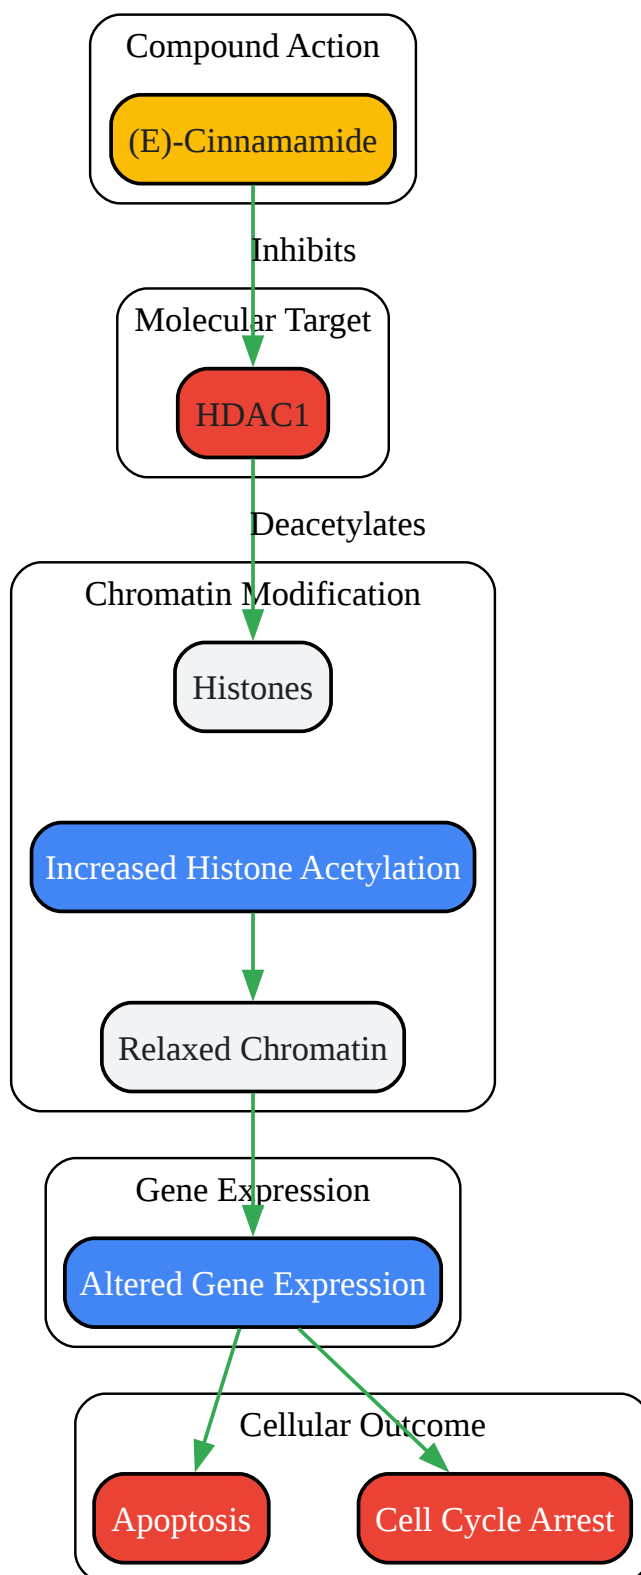 Compound Action
(E)-Cinnamamide
Inhibits
Molecular Target
HDAC1
Deacetylates
Chromatin Modification
Histones
Increased Histone Acetylation
Relaxed Chromatin
Gene Expression
Altered Gene Expression
Cellular Outcome
Apoptosis
Cell Cycle Arrest